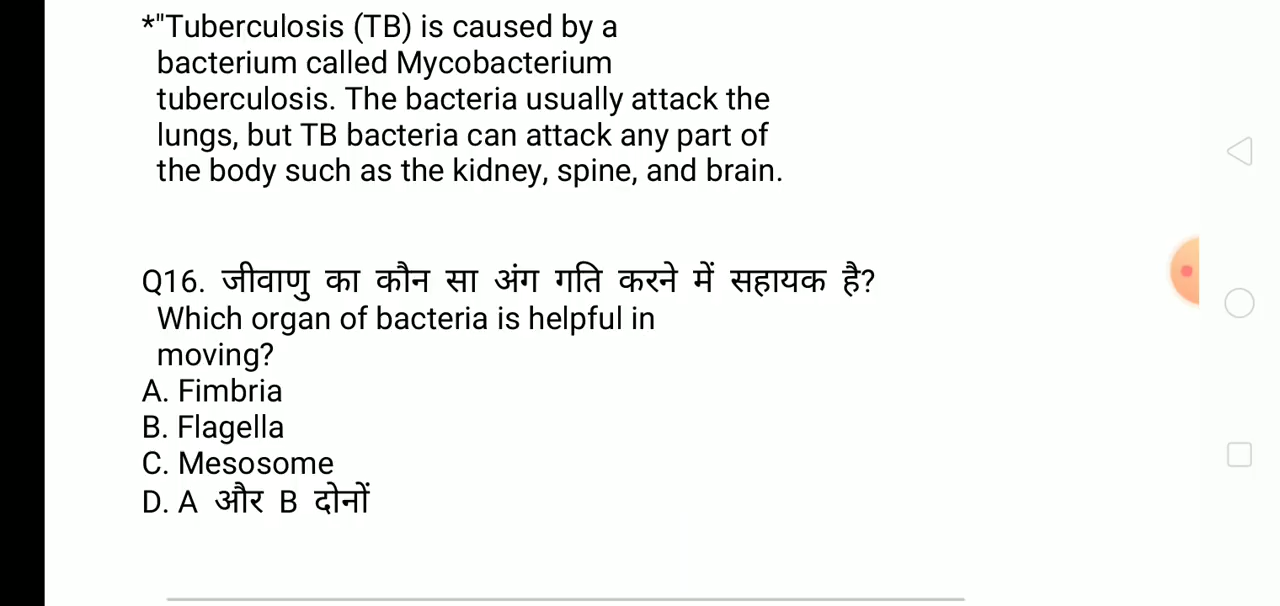 *"Tuberculosis (TB) is caused by a
bacterium called Mycobacterium
tuberculosis. The bacteria usually attack the
lungs, but TB bacteria can attack any part of
the body such as the kidney, spine, and brain.
Q16. जीवाणु का कौन सा अंग गति करने में सहायक है?
Which organ of bacteria is helpful in
moving?
A. Fimbria
B. Flagella
C. Mesosome
D. A और B दोनों